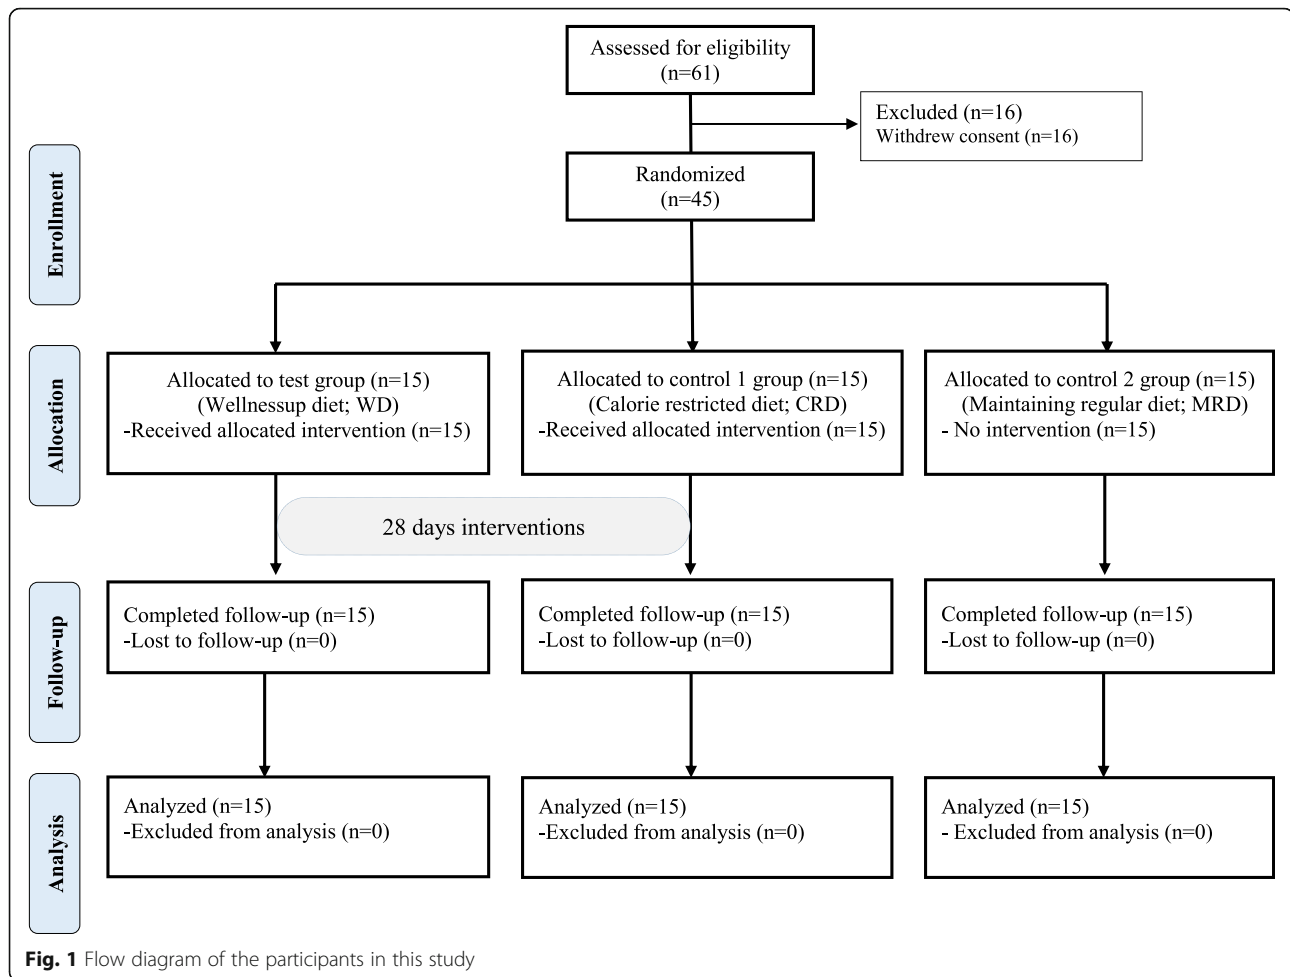 Assessed for eligibility
(n=61)
Excluded (n=16)
Withdrew consent (n=16)
Enrollment
Randomized
(n=45)
Allocation
Allocated to test group (n=15)
(Wellnessup diet; WD)
-Received allocated intervention (n=15)
Allocated to control 1 group (n=15)
(Calorie restricted diet; CRD)
-Received allocated intervention (n=15)
Allocated to control 2 group (n=15)
(Maintaining regular diet; MRD)
- No intervention (n=15)
28 days interventions
Follow-up
Completed follow-up (n=15)
-Lost to follow-up (n=0)
Completed follow-up (n=15)
-Lost to follow-up (n=0)
Completed follow-up (n=15)
-Lost to follow-up (n=0)
Analysis
Analyzed (n=15)
-Excluded from analysis (n=0)
Analyzed (n=15)
-Excluded from analysis (n=0)
Analyzed (n=15)
- Excluded from analysis (n=0)
Fig. 1 Flow diagram of the participants in this study